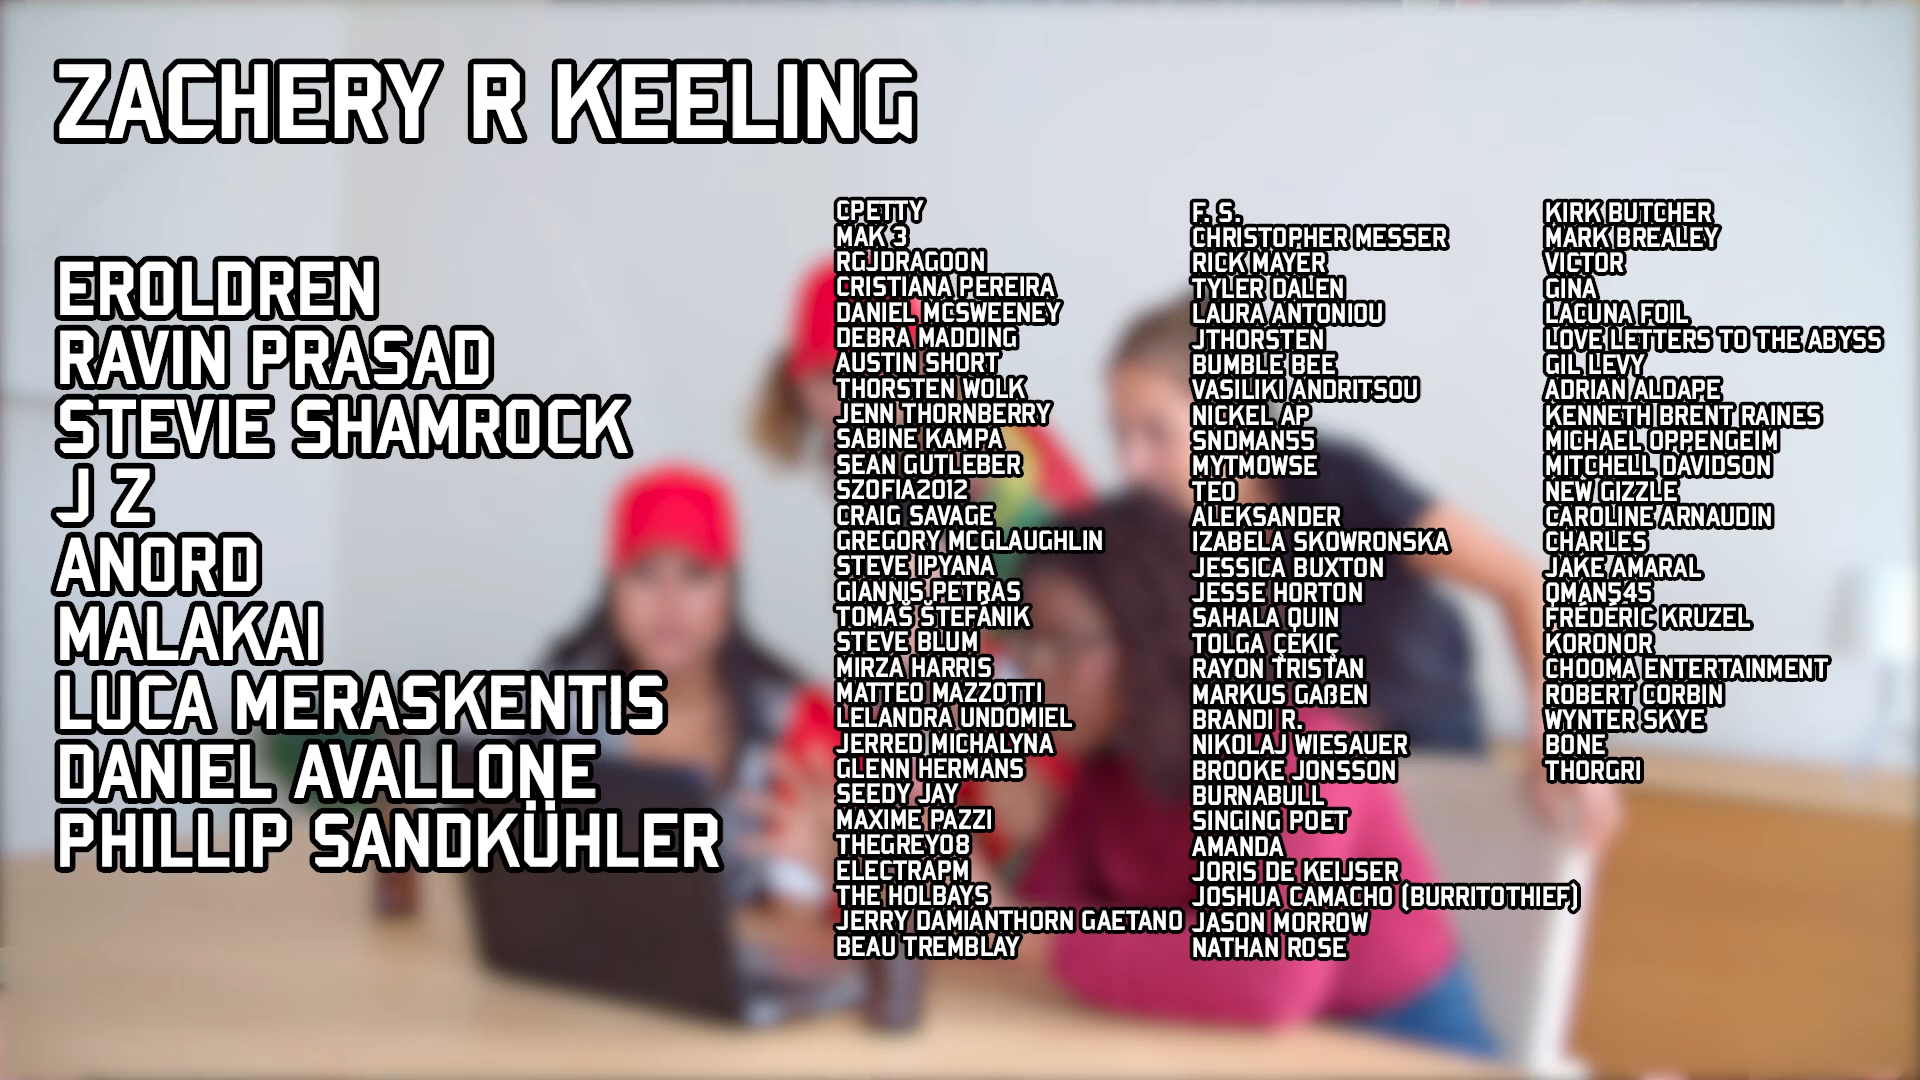 ZACHERY R KEELING
EROLDREN
RAVIN PRASAD
STEVIE SHAMROCK
J Z
ANORD
MALAKAI
LUCA MERASKENTIS
DANIEL AVALLONE
PHILLIP SANDKÜHLER
CPETTY
MAK 3
RGJDRAGOON
CRISTIANA PEREIRA
DANIEL MCSWEENEY
DEBRA MADDING
AUSTIN SHORT
THORSTEN WOLK
JENN THORNBERRY
SABINE KAMPA
SEAN GUTLEBER
SZOFIA2012
CRAIG SAVAGE
GREGORY MCGLAUGHLIN
STEVE IPYANA
GIANNIS PETRAS
TOMÁŠ ŠTEFÁNIK
STEVE BLUM
MIRZA HARRIS
MATTEO MAZZOTTI
LELANDRA UNDOMIEL
JERRED MICHALYNA
GLENN HERMANS
SEEDY JAY
MAXIME PAZZI
THEGREY08
ELECTRAPM
THE HOLBAYS
JERRY DAMIANTHORN GAETANO
BEAU TREMBLAY
F. S.
CHRISTOPHER MESSER
RICK MAYER
TYLER DALEN
LAURA ANTONIOU
JTHORSTEN
BUMBLE BEE
VASILIKI ANDRITSOU
NICKEL AP
SNDMAN55
MYTMOWSE
TEO
ALEKSANDER
IZABELA SKOWRONSKA
JESSICA BUXTON
JESSE HORTON
SAHALA QUIN
TOLGA ÇEKIÇ
RAYON TRISTAN
MARKUS GAßEN
BRANDI R.
NIKOLAJ WIESAUER
BROOKE JONSSON
BURNABULL
SINGING POET
AMANDA
JORIS DE KEIJSER
JOSHUA CAMACHO (BURRITOTHIEF)
JASON MORROW
NATHAN ROSE
KIRK BUTCHER
MARK BREALEY
VICTOR
GINA
LACUNA FOIL
LOVE LETTERS TO THE ABYSS
GIL LEVY
ADRIAN ALDAPE
KENNETH BRENT RAINES
MICHAEL OPPENGEIM
MITCHELL DAVIDSON
NEW GIZZLE
CAROLINE ARNAUDIN
CHARLES
JAKE AMARAL
QMAN545
FRÉDÉRIC KRUZEL
KORONOR
CHOOMA ENTERTAINMENT
ROBERT CORBIN
WYNTER SKYE
BONE
THORGRI